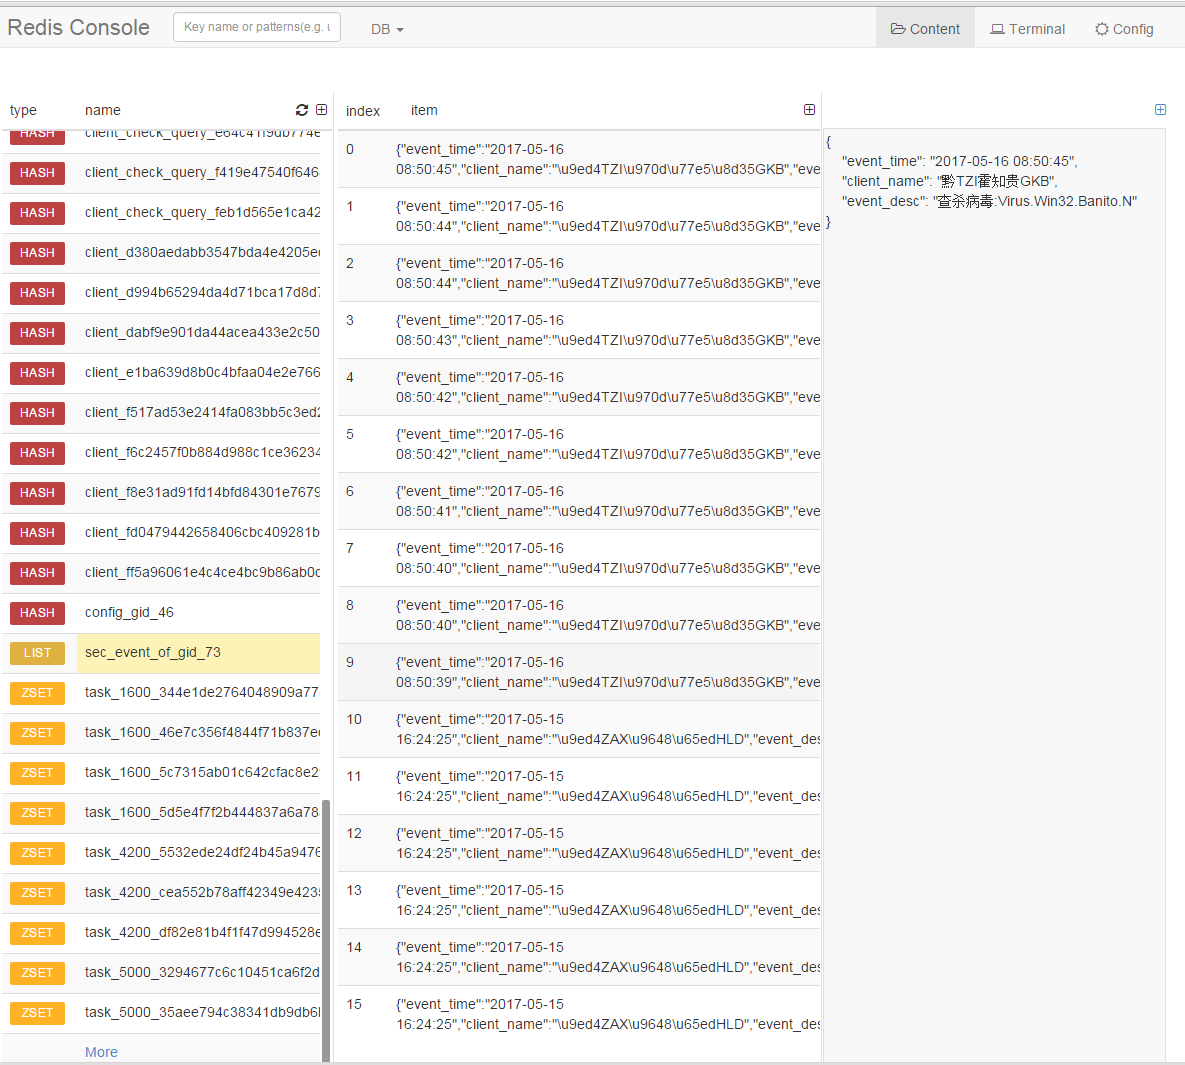 Redis Console
Key name or patterns(e.g. u
DB
Content
Terminal
Config
type name
index item
HASH client_check_query_e64c41f9db774e
HASH client_check_query_f419e47540f646
HASH client_check_query_feb1d565e1ca42
HASH client_d380aedabb3547bda4e4205e
HASH client_d994b65294da4d71bca17d8d7
HASH client_dabf9e901da44acea433e2c50
HASH client_e1ba639d8b0c4bfaa04e2e766
HASH client_f517ad53e2414fa083bb5c3ed2
HASH client_f6c2457f0b884d988c1ce36234
HASH client_f8e31ad91fd14bfd84301e7679
HASH client_fd0479442658406cbc409281b
HASH client_ff5a96061e4c4ce4bc9b86ab0c
HASH config_gid_46
LIST sec_event_of_gid_73
ZSET task_1600_344e1de2764048909a77
ZSET task_1600_46e7c356f4844f71b837e
ZSET task_1600_5c7315ab01c642cfac8e2
ZSET task_1600_5d5e4f7f2b444837a6a78
ZSET task_4200_5532ede24df24b45a9476
ZSET task_4200_cea552b78aff42349e423
ZSET task_4200_df82e81b4f1f47d994528e
ZSET task_5000_3294677c6c10451ca6f2d
ZSET task_5000_35aee794c38341db9db6
More
0 {"event_time":"2017-05-16
08:50:45","client_name":"\u9ed4TZI\u970d\u77e5\u8d35GKB","eve
1 {"event_time":"2017-05-16
08:50:44","client_name":"\u9ed4TZI\u970d\u77e5\u8d35GKB","eve
2 {"event_time":"2017-05-16
08:50:44","client_name":"\u9ed4TZI\u970d\u77e5\u8d35GKB","eve
3 {"event_time":"2017-05-16
08:50:43","client_name":"\u9ed4TZI\u970d\u77e5\u8d35GKB","eve
4 {"event_time":"2017-05-16
08:50:42","client_name":"\u9ed4TZI\u970d\u77e5\u8d35GKB","eve
5 {"event_time":"2017-05-16
08:50:42","client_name":"\u9ed4TZI\u970d\u77e5\u8d35GKB","eve
6 {"event_time":"2017-05-16
08:50:41","client_name":"\u9ed4TZI\u970d\u77e5\u8d35GKB","eve
7 {"event_time":"2017-05-16
08:50:40","client_name":"\u9ed4TZI\u970d\u77e5\u8d35GKB","eve
8 {"event_time":"2017-05-16
08:50:40","client_name":"\u9ed4TZI\u970d\u77e5\u8d35GKB","eve
9 {"event_time":"2017-05-16
08:50:39","client_name":"\u9ed4TZI\u970d\u77e5\u8d35GKB","eve
10 {"event_time":"2017-05-15
16:24:25","client_name":"\u9ed4ZAX\u9648\u65edHLD","event_des
11 {"event_time":"2017-05-15
16:24:25","client_name":"\u9ed4ZAX\u9648\u65edHLD","event_des
12 {"event_time":"2017-05-15
16:24:25","client_name":"\u9ed4ZAX\u9648\u65edHLD","event_des
13 {"event_time":"2017-05-15
16:24:25","client_name":"\u9ed4ZAX\u9648\u65edHLD","event_des
14 {"event_time":"2017-05-15
16:24:25","client_name":"\u9ed4ZAX\u9648\u65edHLD","event_des
15 {"event_time":"2017-05-15
16:24:25","client_name":"\u9ed4ZAX\u9648\u65edHLD","event_des
{
"event_time": "2017-05-16 08:50:45",
"client_name": "黔TZI霍知贵GKB",
"event_desc": "查杀病毒:Virus.Win32.Banito.N"
}